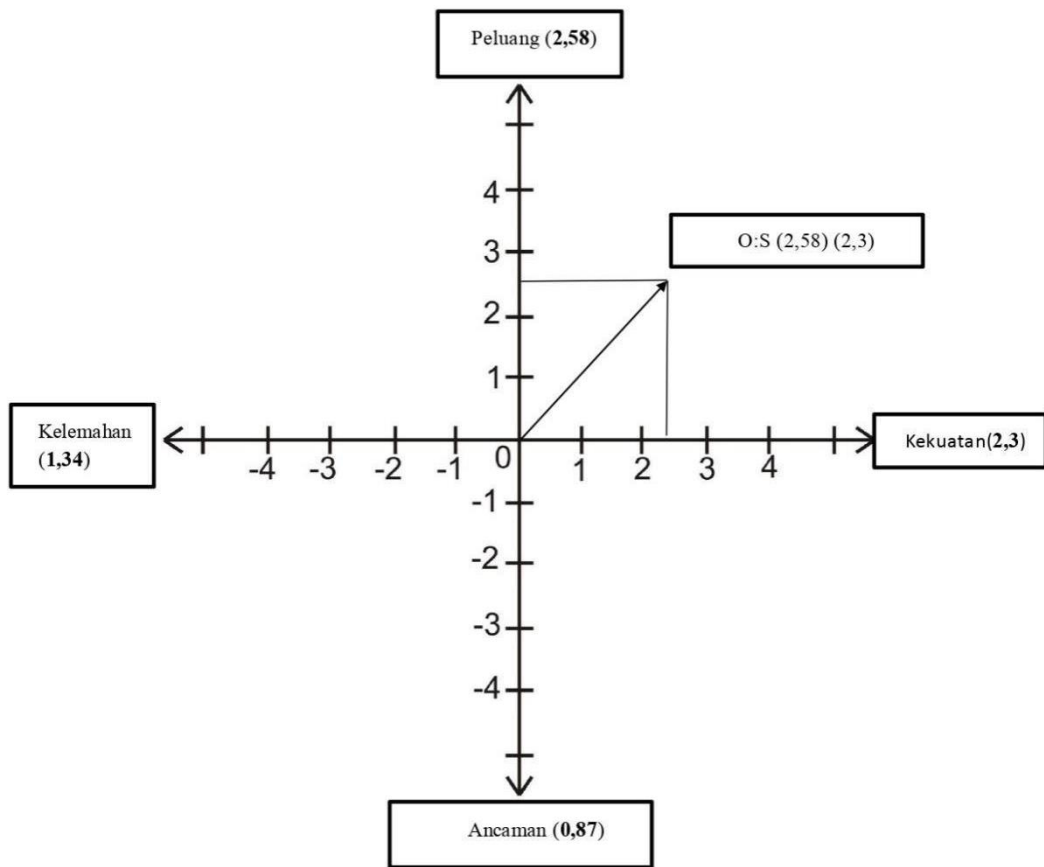 Peluang (2,58)
4
O:S (2,58) (2,3)
3
2
1
Kelemahan
(1,34)
Kekuatan(2,3)
-4 -3 -2 -1 0 1 2 3 4
-1
-2
-3
-4
Ancaman (0,87)